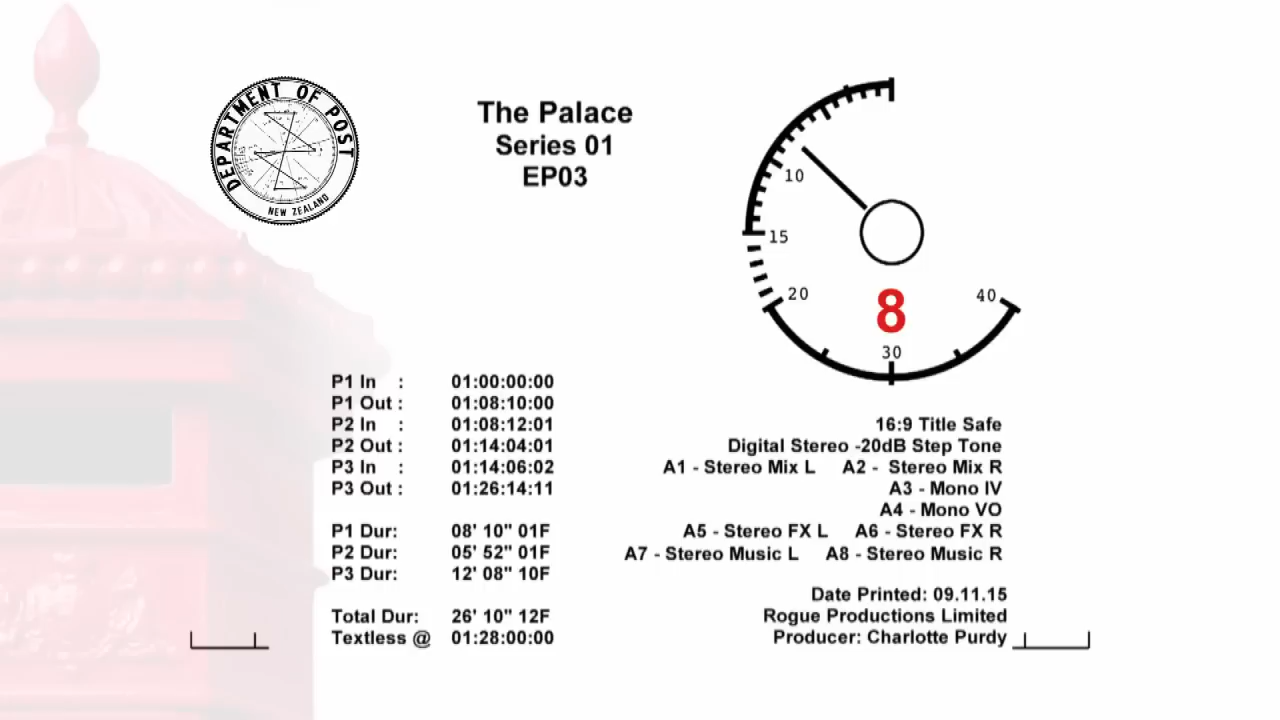 DEPARTMENT OF POST
NEW ZEALAND
The Palace
Series 01
EP03
10
15
20
30
40
8
P1 In : 01:00:00:00
P1 Out : 01:08:10:00
P2 In : 01:08:12:01
P2 Out : 01:14:04:01
P3 In : 01:14:06:02
P3 Out : 01:26:14:11
P1 Dur: 08' 10" 01F
P2 Dur: 05' 52" 01F
P3 Dur: 12' 08" 10F
Total Dur: 26' 10" 12F
Textless @ 01:28:00:00
16:9 Title Safe
Digital Stereo -20dB Step Tone
A1 - Stereo Mix L A2 - Stereo Mix R
A3 - Mono IV
A4 - Mono VO
A5 - Stereo FX L A6 - Stereo FX R
A7 - Stereo Music L A8 - Stereo Music R
Date Printed: 09.11.15
Rogue Productions Limited
Producer: Charlotte Purdy